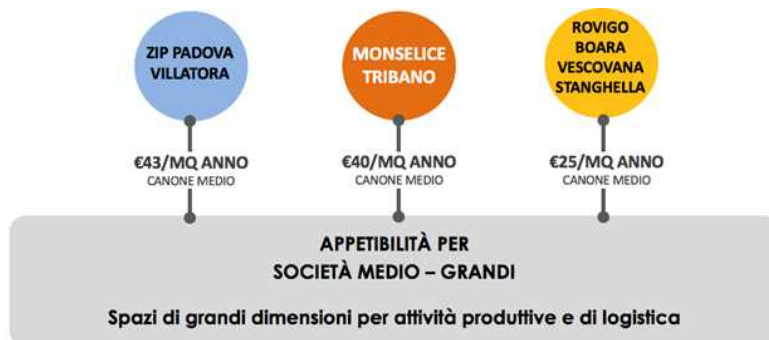 ZIP PADOVA
VILLATORA
MONSELICE
TRIBANO
ROVIGO
BOARA
VESCOVANA
STANGHELLA
€43/MQ ANNO
CANONE MEDIO
€40/MQ ANNO
CANONE MEDIO
€25/MQ ANNO
CANONE MEDIO
APPETIBILITÀ PER
SOCIETÀ MEDIO – GRANDI
Spazi di grandi dimensioni per attività produttive e di logistica